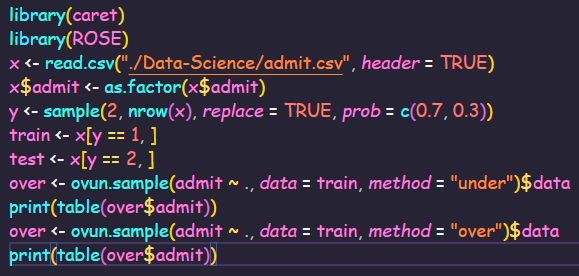 library(caret)
library(ROSE)
x <- read.csv("./Data-Science/admit.csv", header = TRUE)
x$admit <- as.factor(x$admit)
y <- sample(2, nrow(x), replace = TRUE, prob = c(0.7, 0.3))
train <- x[y == 1, ]
test <- x[y == 2, ]
over <- ovun.sample(admit ~ ., data = train, method = "under")$data
print(table(over$admit))
over <- ovun.sample(admit ~ ., data = train, method = "over")$data
print(table(over$admit))